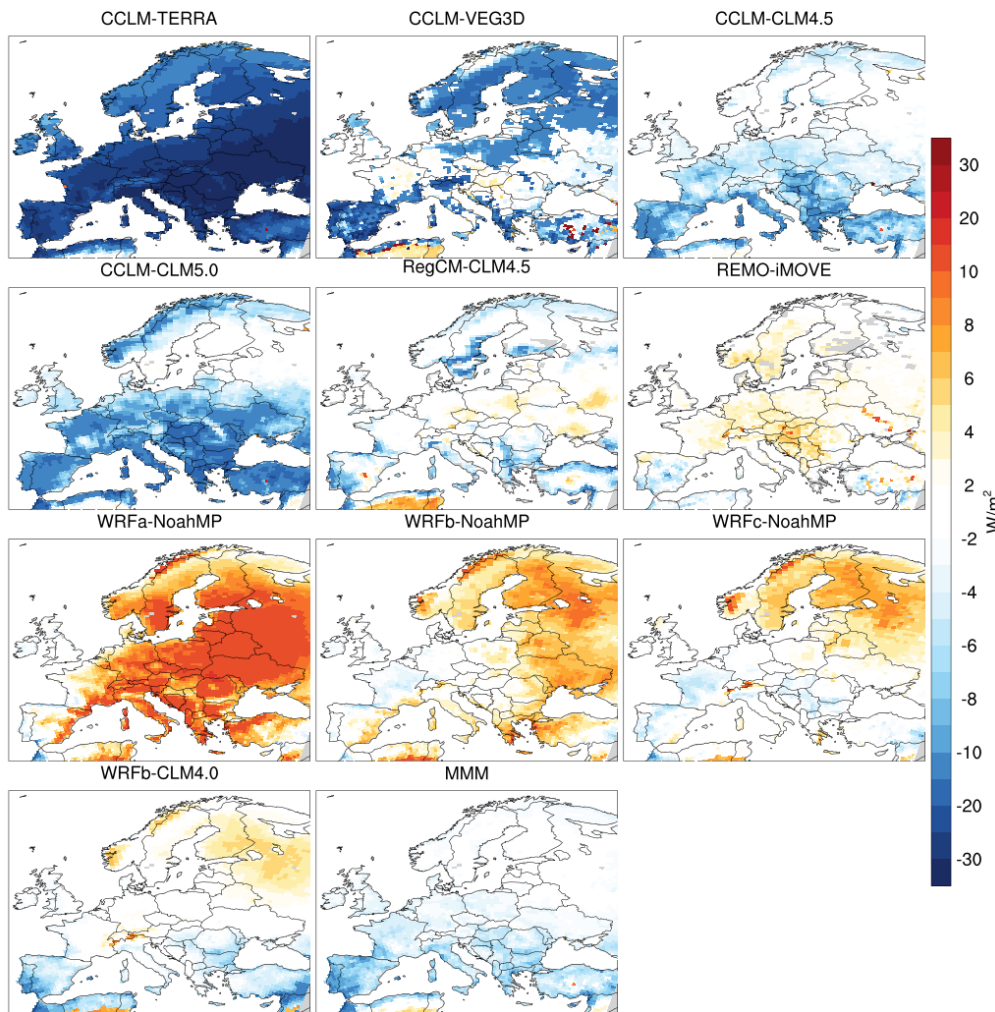 CCLM-TERRA
CCLM-VEG3D
CCLM-CLM4.5
CCLM-CLM5.0
RegCM-CLM4.5
REMO-iMOVE
WRFa-NoahMP
WRFb-NoahMP
WRFc-NoahMP
WRFb-CLM4.0
MMM
30
20
10
8
6
4
2
-2
-4
-6
-8
-10
-20
-30
W/m²